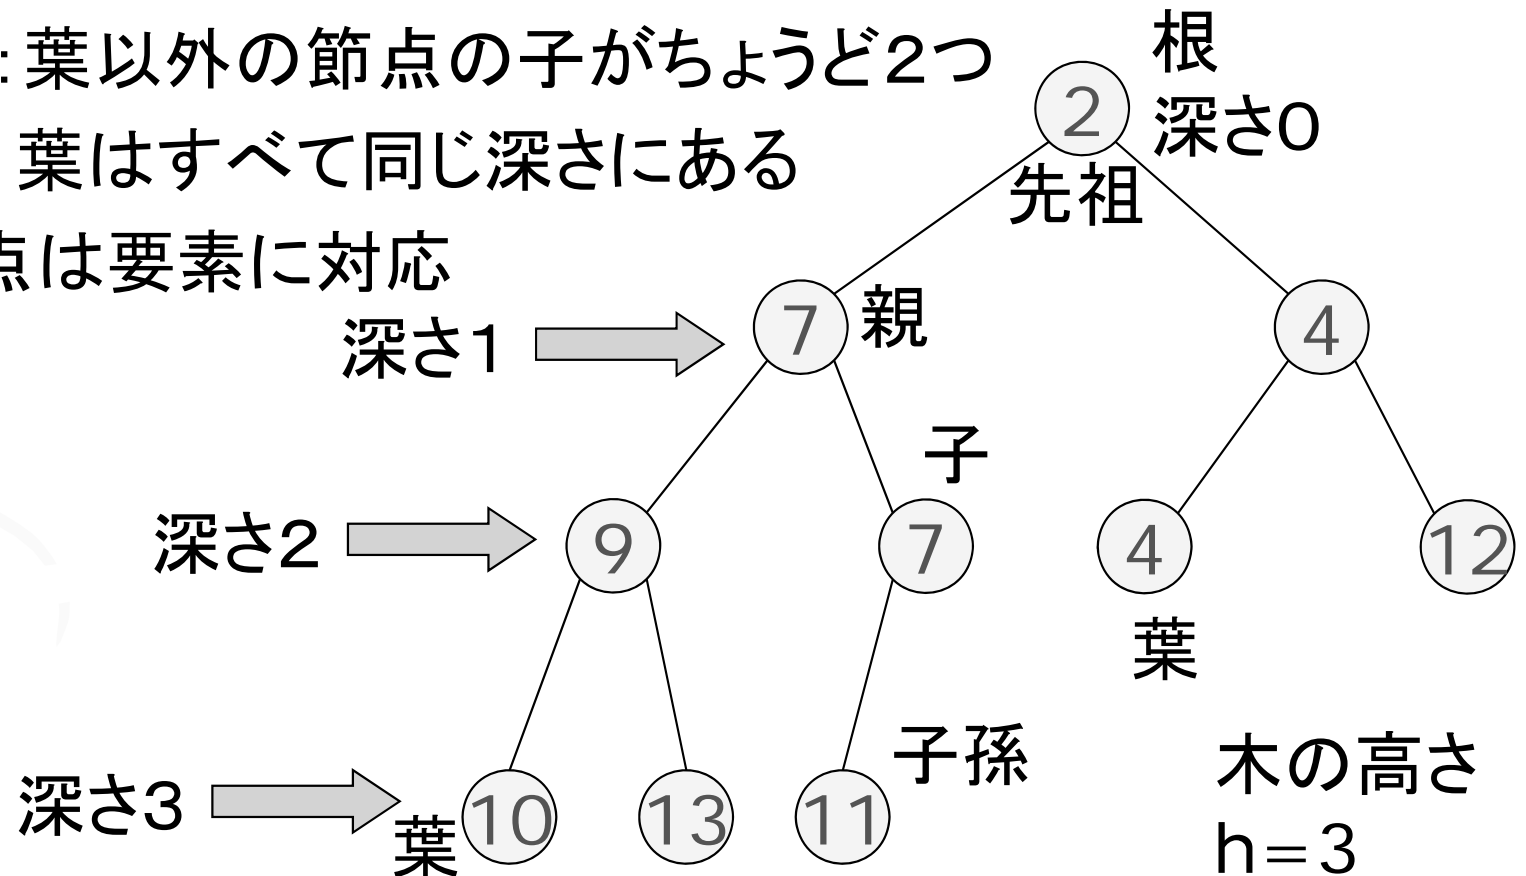 ：葉以外の節点の子がちょうど２つ
葉はすべて同じ深さにある
点は要素に対応
根
深さ0
2
先祖
深さ1
7
親
4
子
深さ2
9
7
4
12
葉
子孫
深さ3
葉
10
13
11
木の高さ
h=3